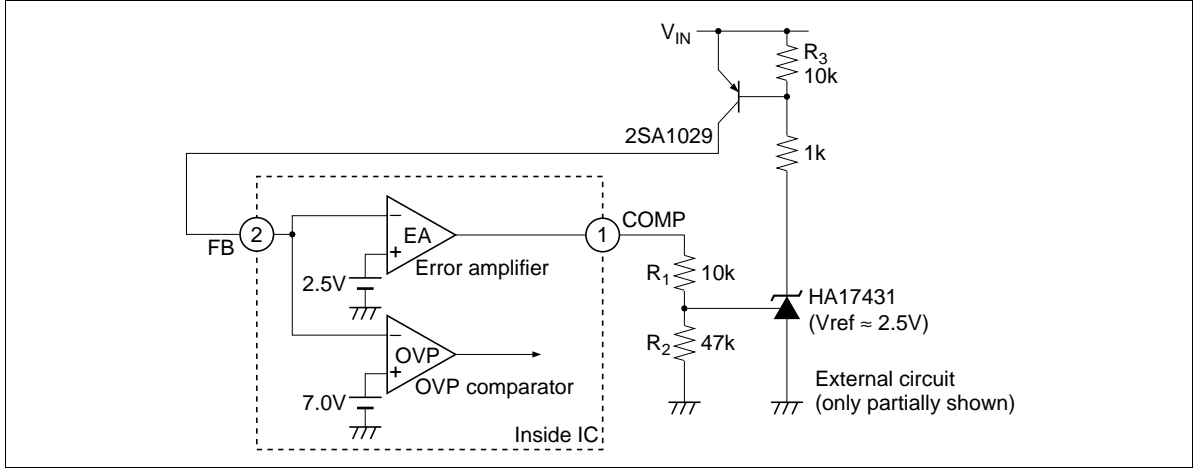 V_IN
R_3
10k
2SA1029
1k
FB
2
−
EA
+
Error amplifier
2.5V
1
COMP
R_1 10k
HA17431
(Vref ≈ 2.5V)
−
OVP
+
OVP comparator
7.0V
R_2 47k
External circuit
(only partially shown)
Inside IC